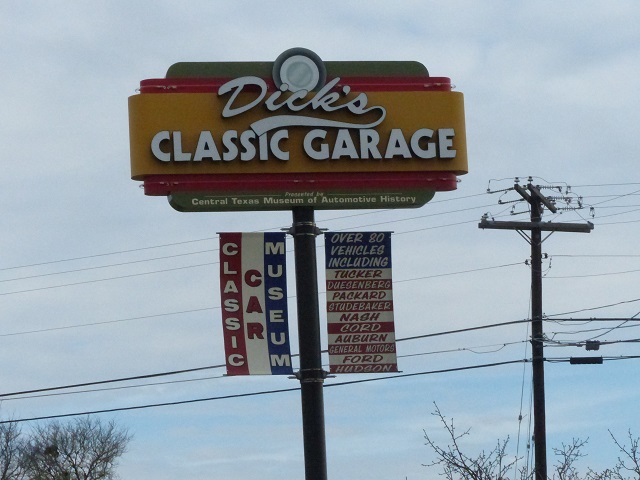 Dick's
CLASSIC GARAGE
Presented by
Central Texas Museum of Automotive History
CLASSIC
CAR
MUSEUM
OVER 80
VEHICLES
INCLUDING
TUCKER
DUESENBERG
PACKARD
STUDEBAKER
NASH
CORD
AUBURN
GENERAL MOTORS
FORD
HUDSON